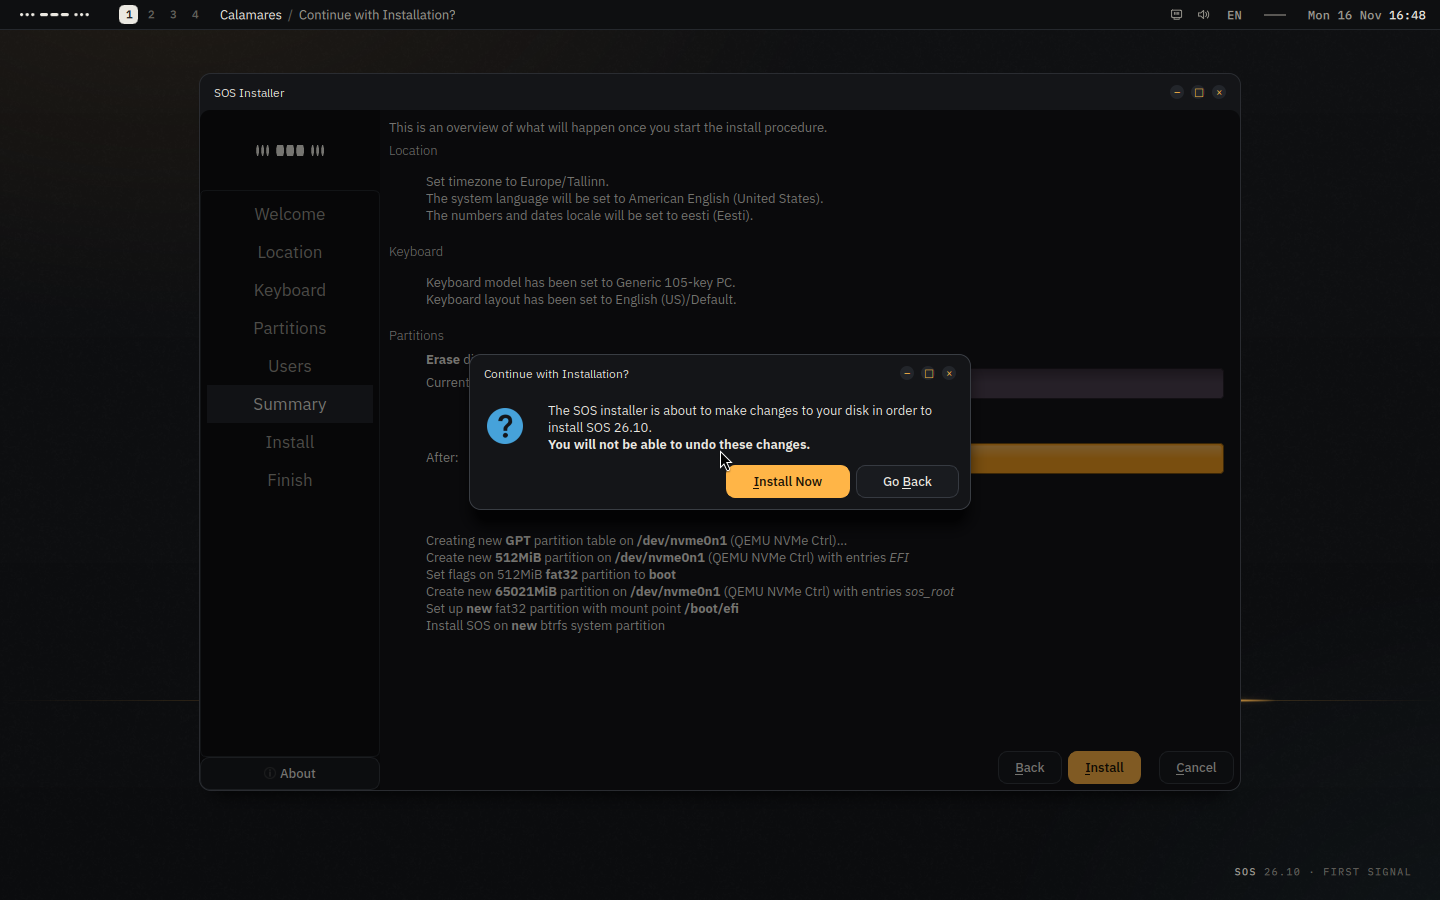 1 2 3 4 Calamares / Continue with Installation? EN Mon 16 Nov 16:48
SOS Installer
This is an overview of what will happen once you start the install procedure.
Location
Set timezone to Europe/Tallinn.
The system language will be set to American English (United States).
The numbers and dates locale will be set to eesti (Eesti).
Keyboard
Keyboard model has been set to Generic 105-key PC.
Keyboard layout has been set to English (US)/Default.
Partitions
Erase
Current
After:
Creating new GPT partition table on /dev/nvme0n1 (QEMU NVMe Ctrl)…
Create new 512MiB partition on /dev/nvme0n1 (QEMU NVMe Ctrl) with entries EFI
Set flags on 512MiB fat32 partition to boot
Create new 65021MiB partition on /dev/nvme0n1 (QEMU NVMe Ctrl) with entries sos_root
Set up new fat32 partition with mount point /boot/efi
Install SOS on new btrfs system partition
Welcome
Location
Keyboard
Partitions
Users
Summary
Install
Finish
About
Continue with Installation?
The SOS installer is about to make changes to your disk in order to
install SOS 26.10.
You will not be able to undo these changes.
Install Now
Go Back
Back
Install
Cancel
SOS 26.10 · FIRST SIGNAL